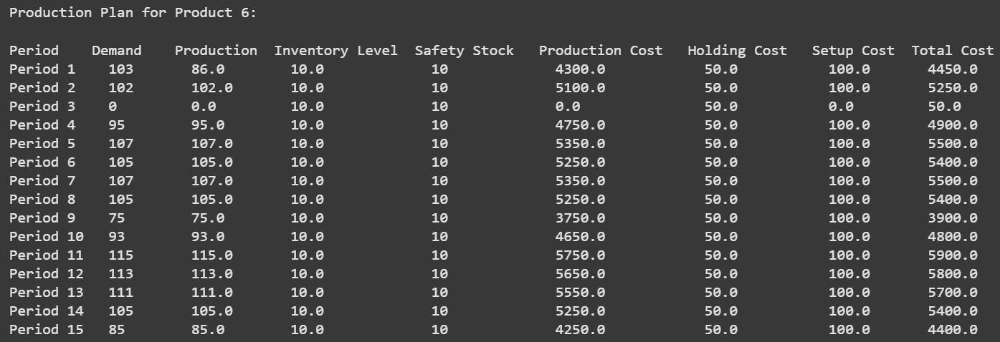 Production Plan for Product 6:
Period Demand Production Inventory Level Safety Stock Production Cost Holding Cost Setup Cost Total Cost
Period 1 103 86.0 10.0 10 4300.0 50.0 100.0 4450.0
Period 2 102 102.0 10.0 10 5100.0 50.0 100.0 5250.0
Period 3 0 0.0 10.0 10 0.0 50.0 0.0 50.0
Period 4 95 95.0 10.0 10 4750.0 50.0 100.0 4900.0
Period 5 107 107.0 10.0 10 5350.0 50.0 100.0 5500.0
Period 6 105 105.0 10.0 10 5250.0 50.0 100.0 5400.0
Period 7 107 107.0 10.0 10 5350.0 50.0 100.0 5500.0
Period 8 105 105.0 10.0 10 5250.0 50.0 100.0 5400.0
Period 9 75 75.0 10.0 10 3750.0 50.0 100.0 3900.0
Period 10 93 93.0 10.0 10 4650.0 50.0 100.0 4800.0
Period 11 115 115.0 10.0 10 5750.0 50.0 100.0 5900.0
Period 12 113 113.0 10.0 10 5650.0 50.0 100.0 5800.0
Period 13 111 111.0 10.0 10 5550.0 50.0 100.0 5700.0
Period 14 105 105.0 10.0 10 5250.0 50.0 100.0 5400.0
Period 15 85 85.0 10.0 10 4250.0 50.0 100.0 4400.0